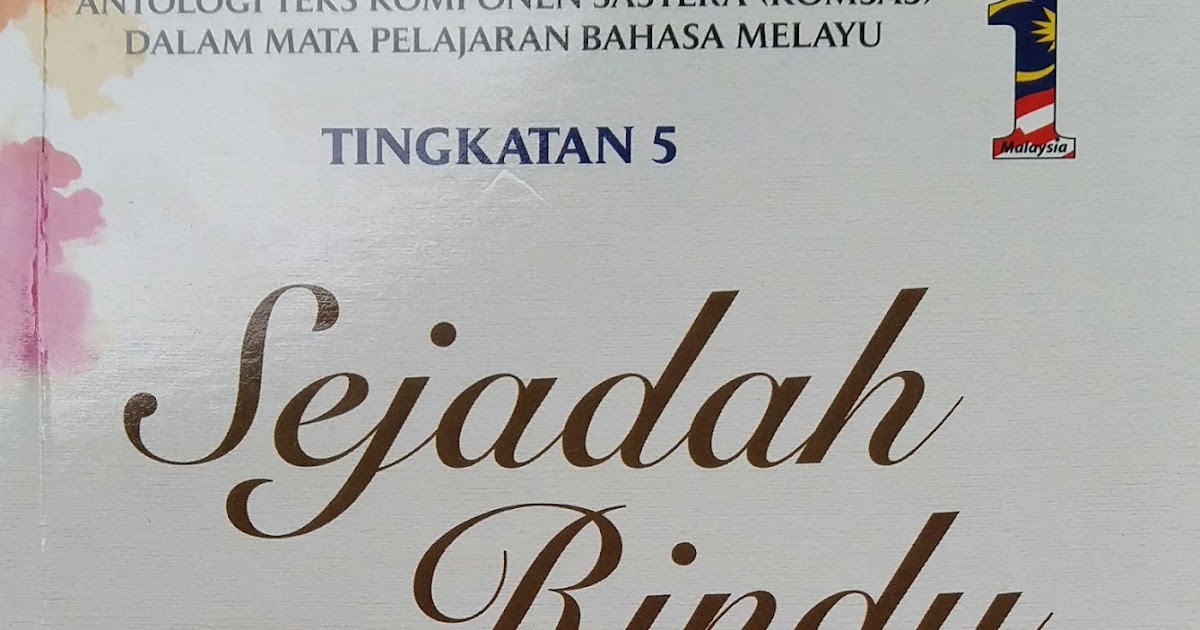 ANTOLOGI TEKS KOMPONEN SASTERA (KOMSAS)
DALAM MATA PELAJARAN BAHASA MELAYU
1
Malaysia
TINGKATAN 5
Sejadah
Rindu